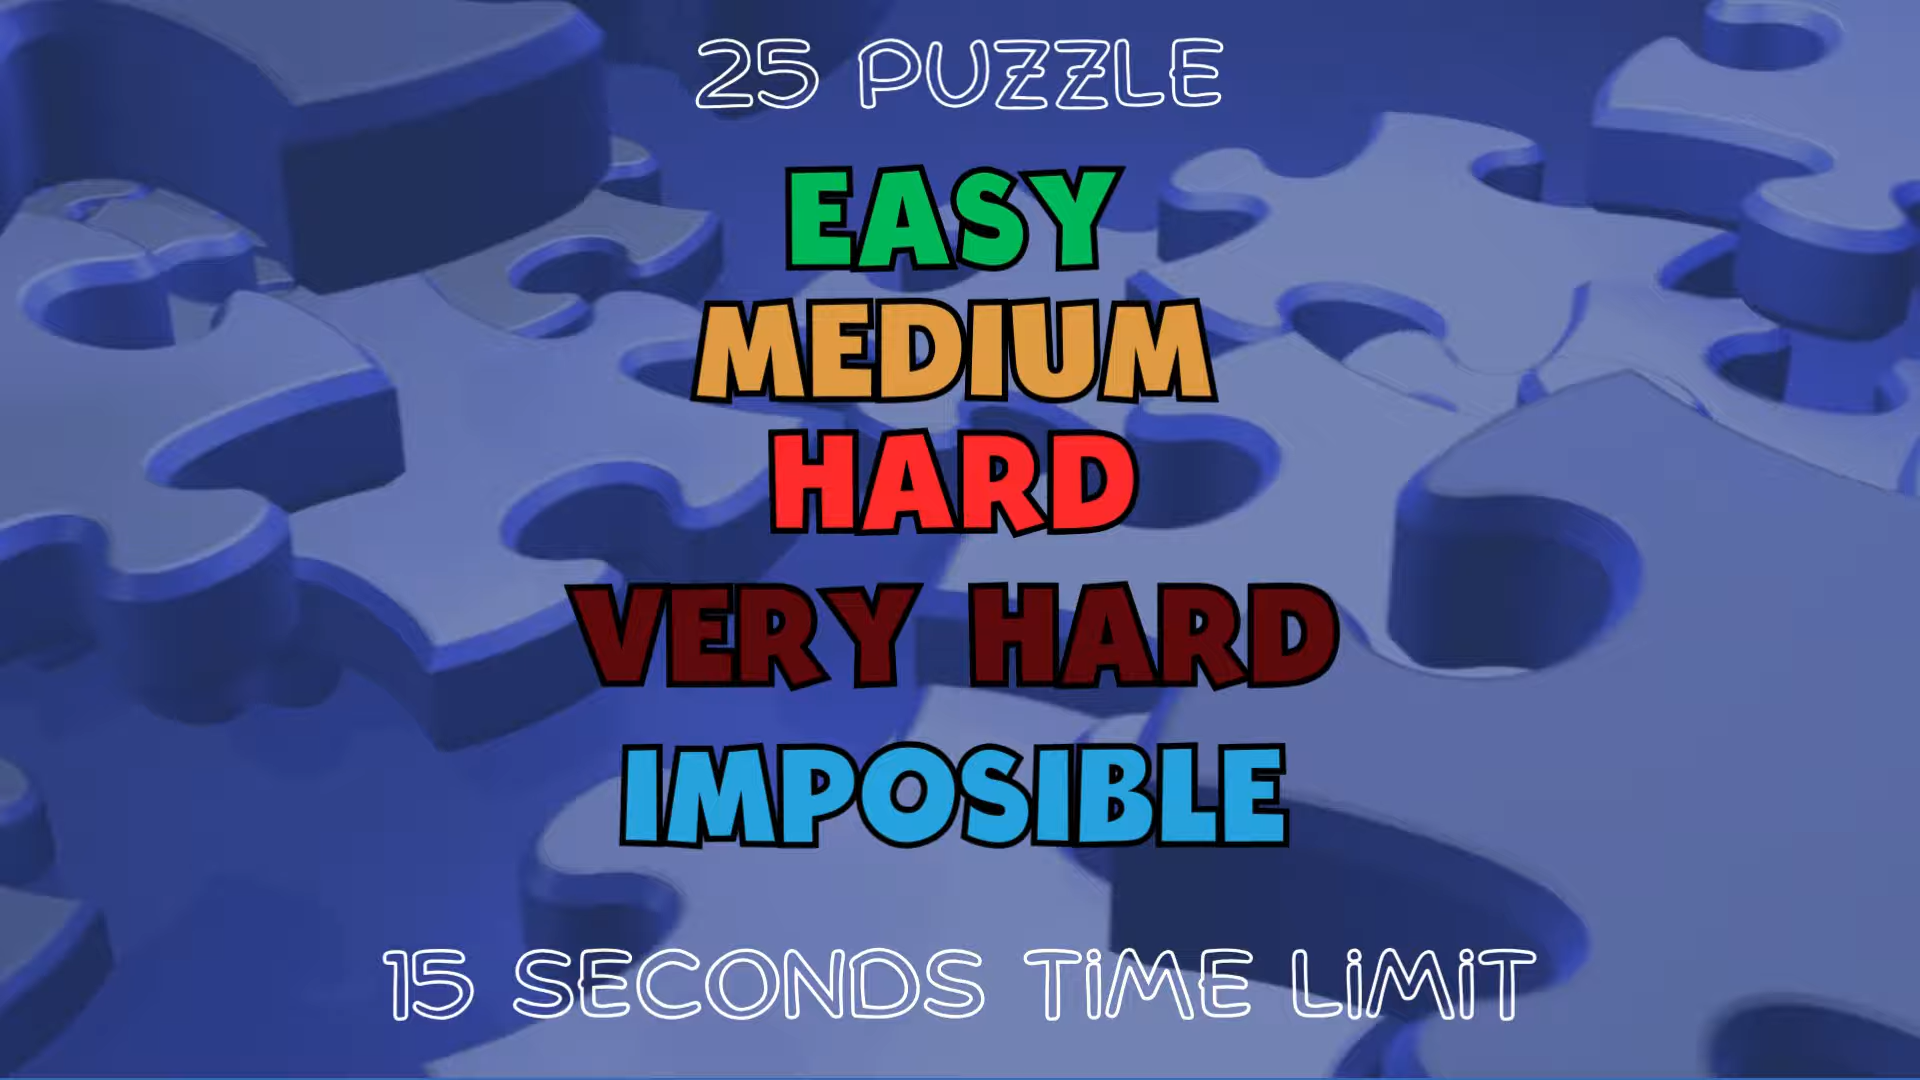 25 PUZZLE
EASY
MEDIUM
HARD
VERY HARD
IMPOSIBLE
15 SECONDS TiME LiMiT